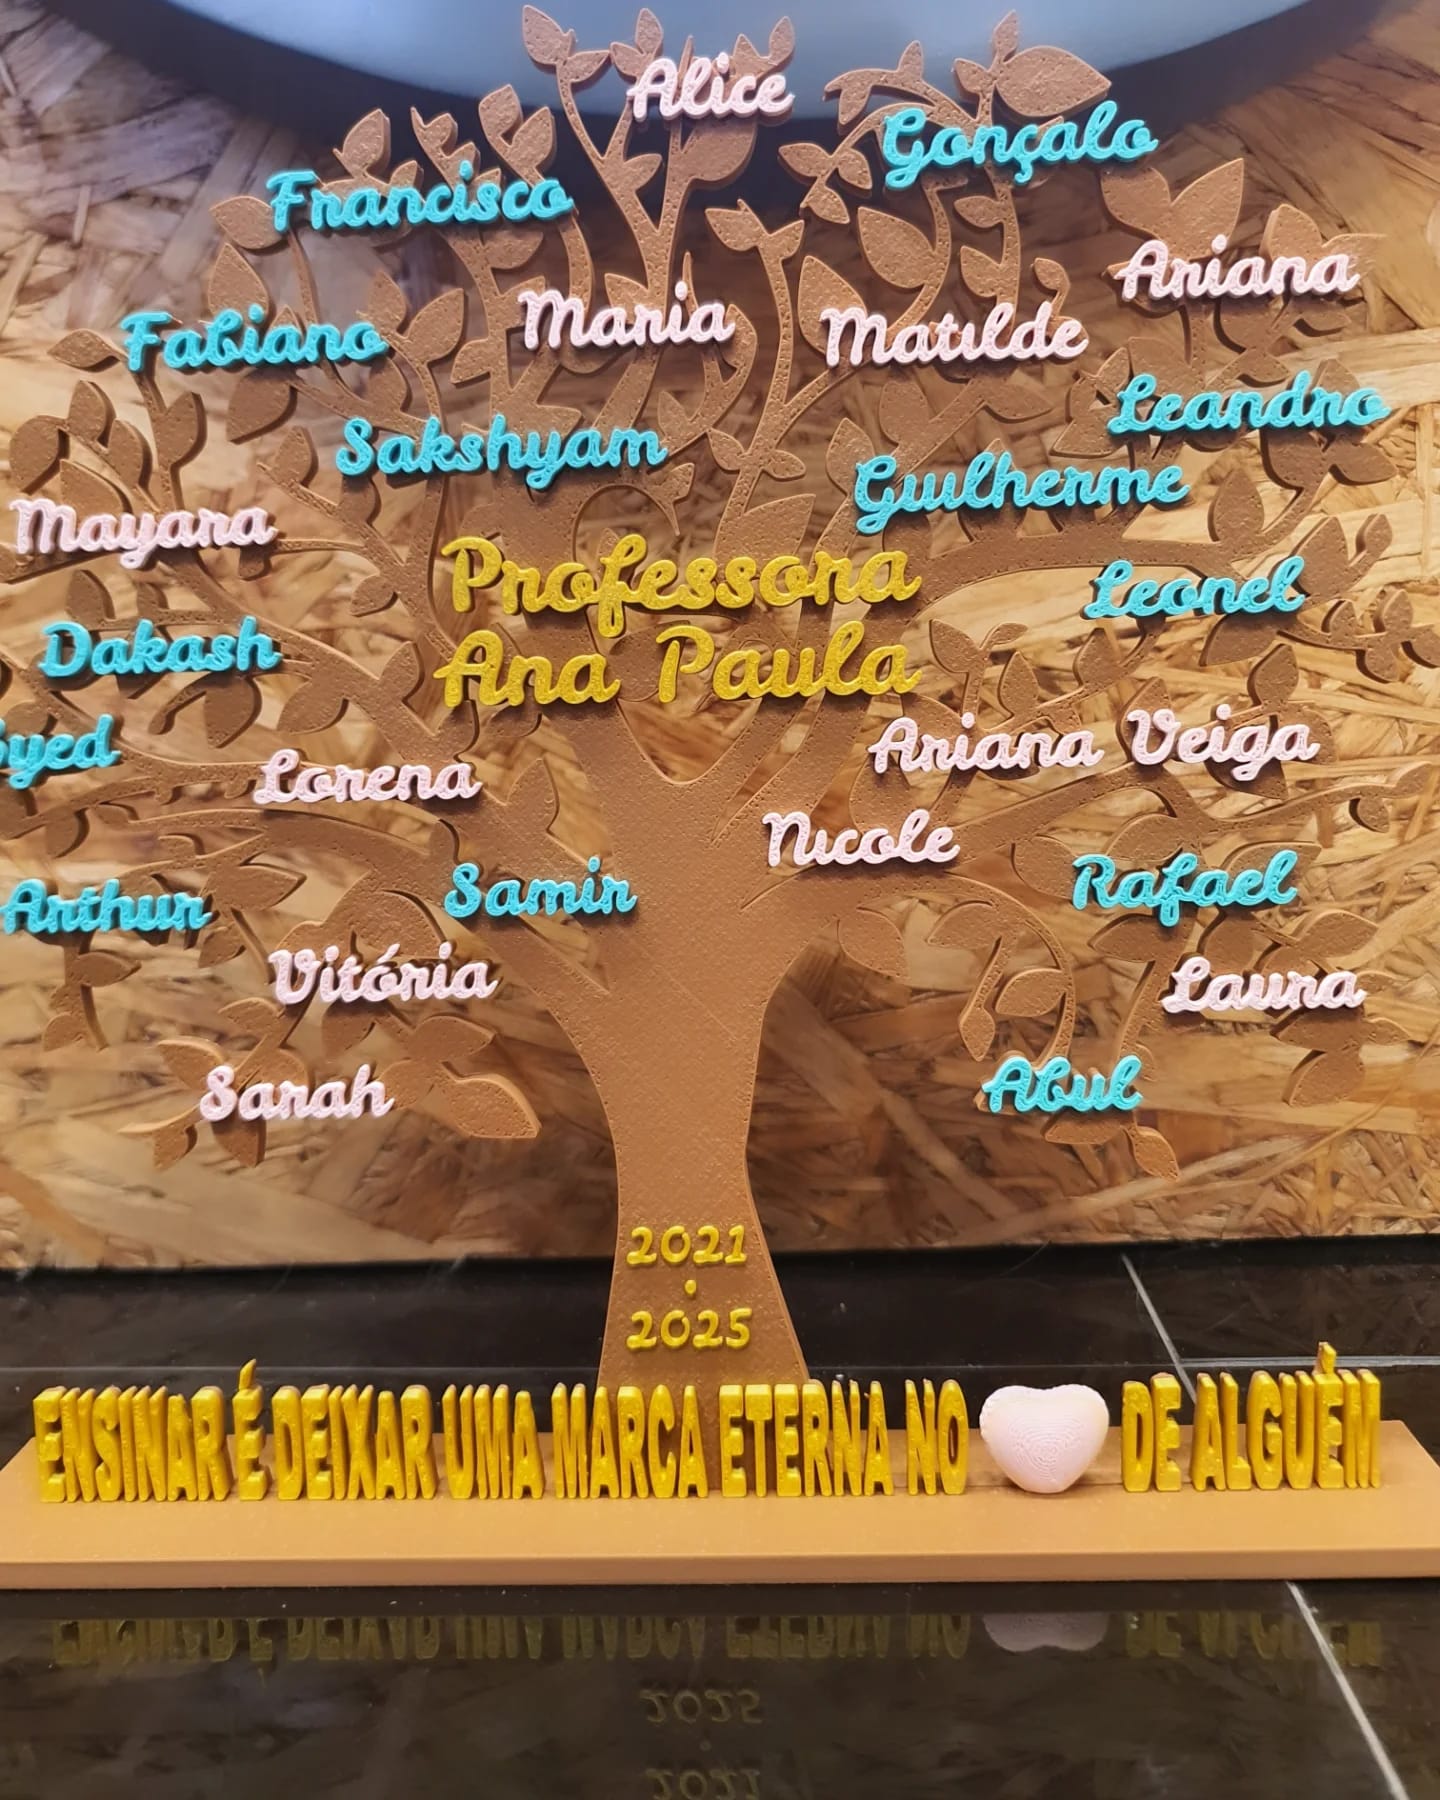 Alice
Gonçalo
Francisco
Ariana
Maria
Fabiano
Matilde
Leandro
Sakshyam
Guilherme
Mayara
Professora
Ana Paula
Leonel
Dakash
Ariana Veiga
Lorena
Nicole
Rafael
Samir
Arthur
Vitória
Laura
Sarah
Abul
2021
.
2025
ENSINAR É DEIXAR UMA MARCA ETERNA NO DE ALGUÉM